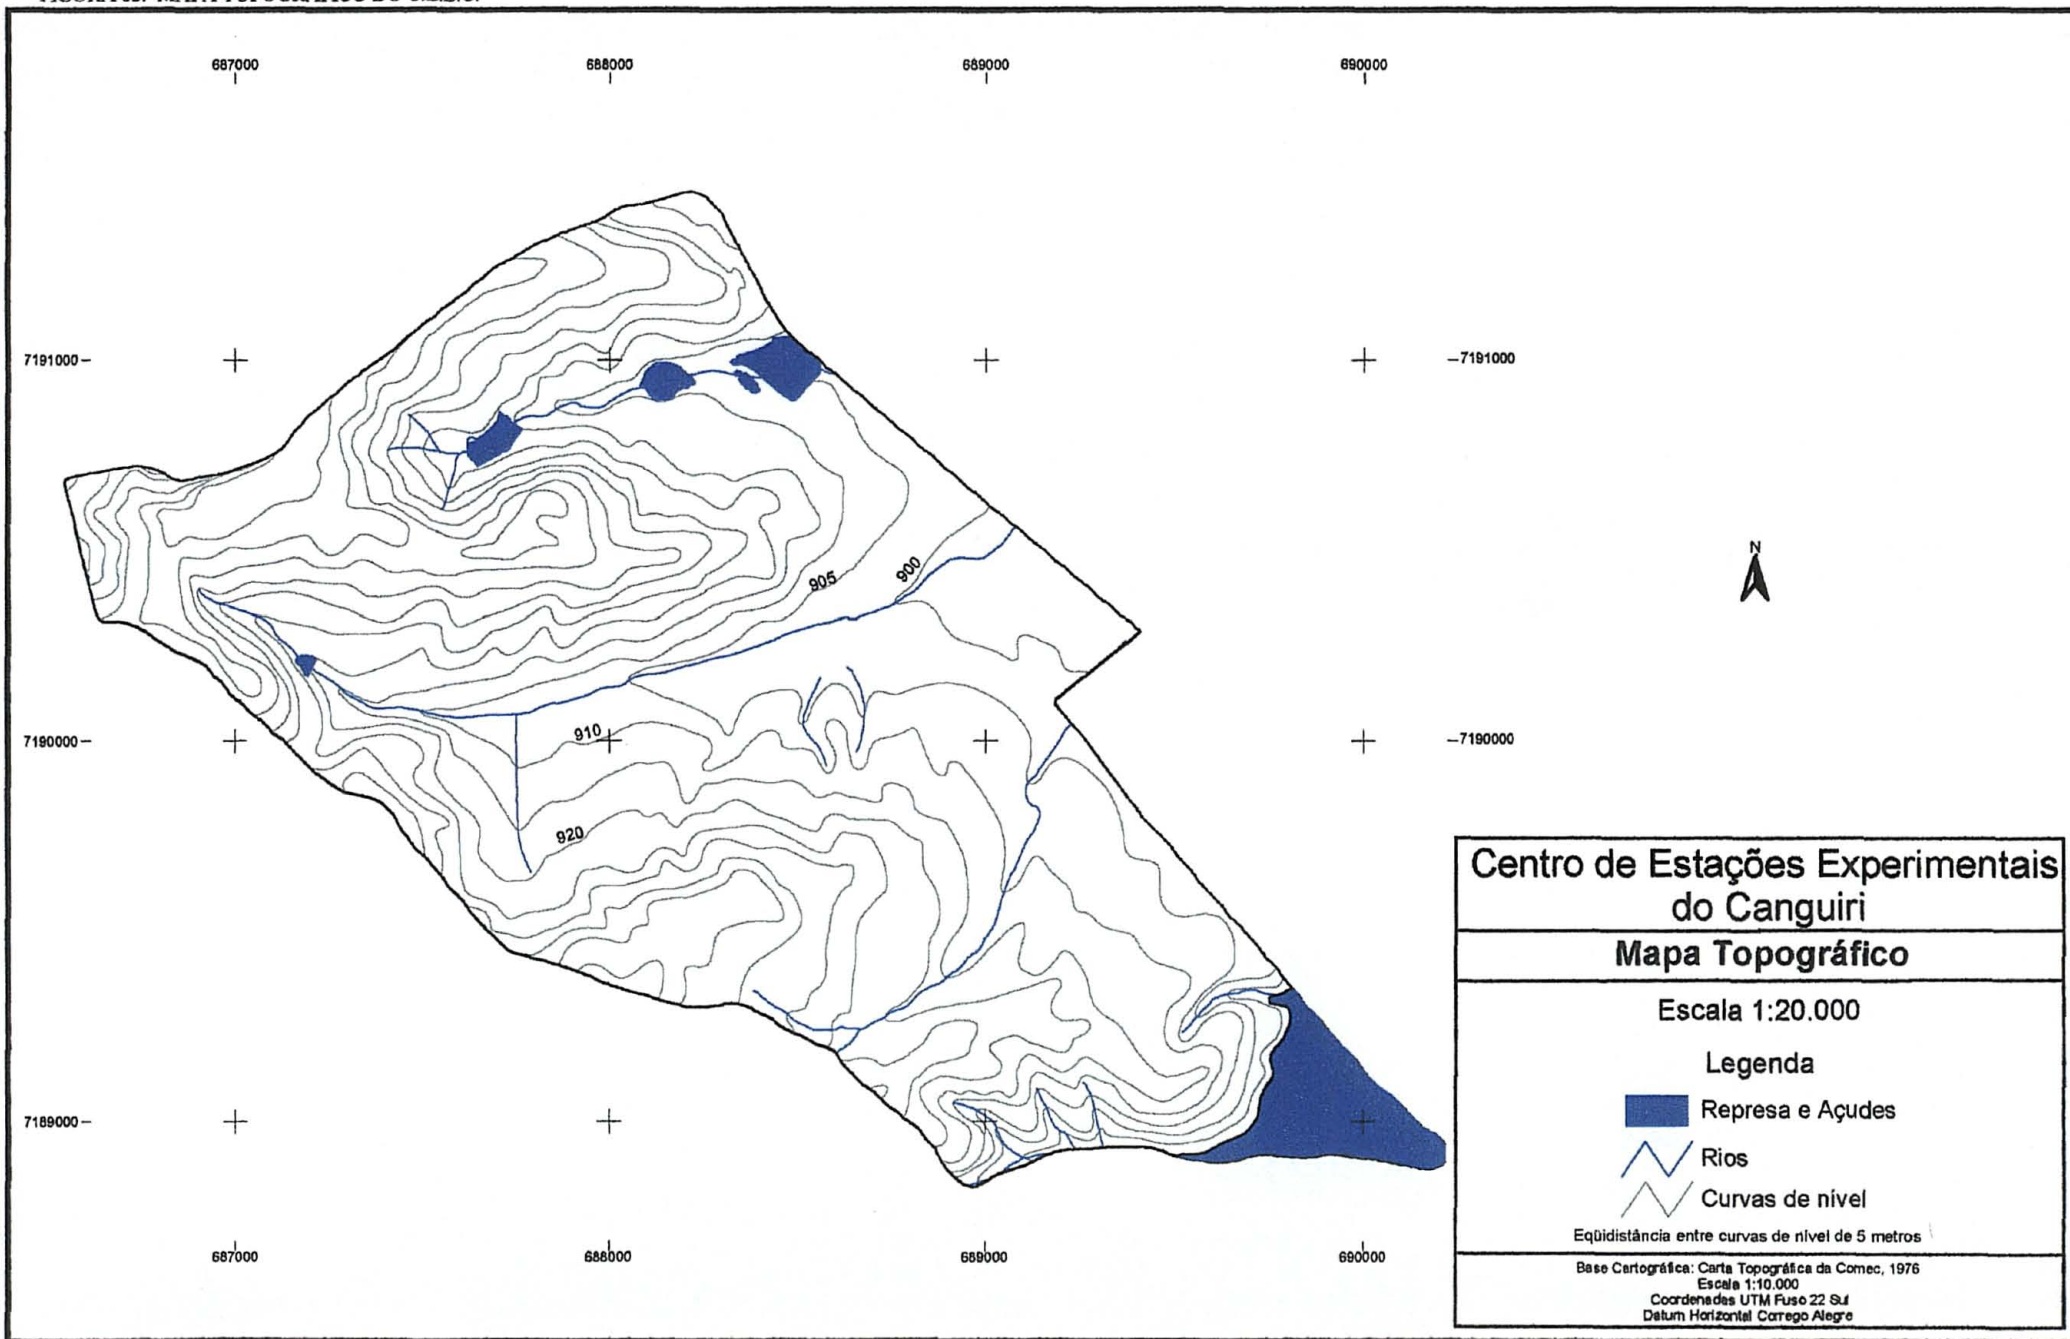 687000 688000 689000 690000
7191000 7191000
905 900
N
910
7190000 7190000
920
Centro de Estações Experimentais
do Canguiri
Mapa Topográfico
Escala 1:20.000
Legenda
Represa e Açudes
7189000
Rios
Curvas de nível
Eqüidistância entre curvas de nível de 5 metros
687000 688000 689000 690000
Base Cartográfica: Carta Topográfica da Comec, 1976
Escala 1:10.000
Coordenadas UTM Fuso 22 Sul
Datum Horizontal Corrego Alegre